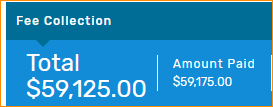 Fee Collection
Total
$59,125.00
Amount Paid
$59,175.00